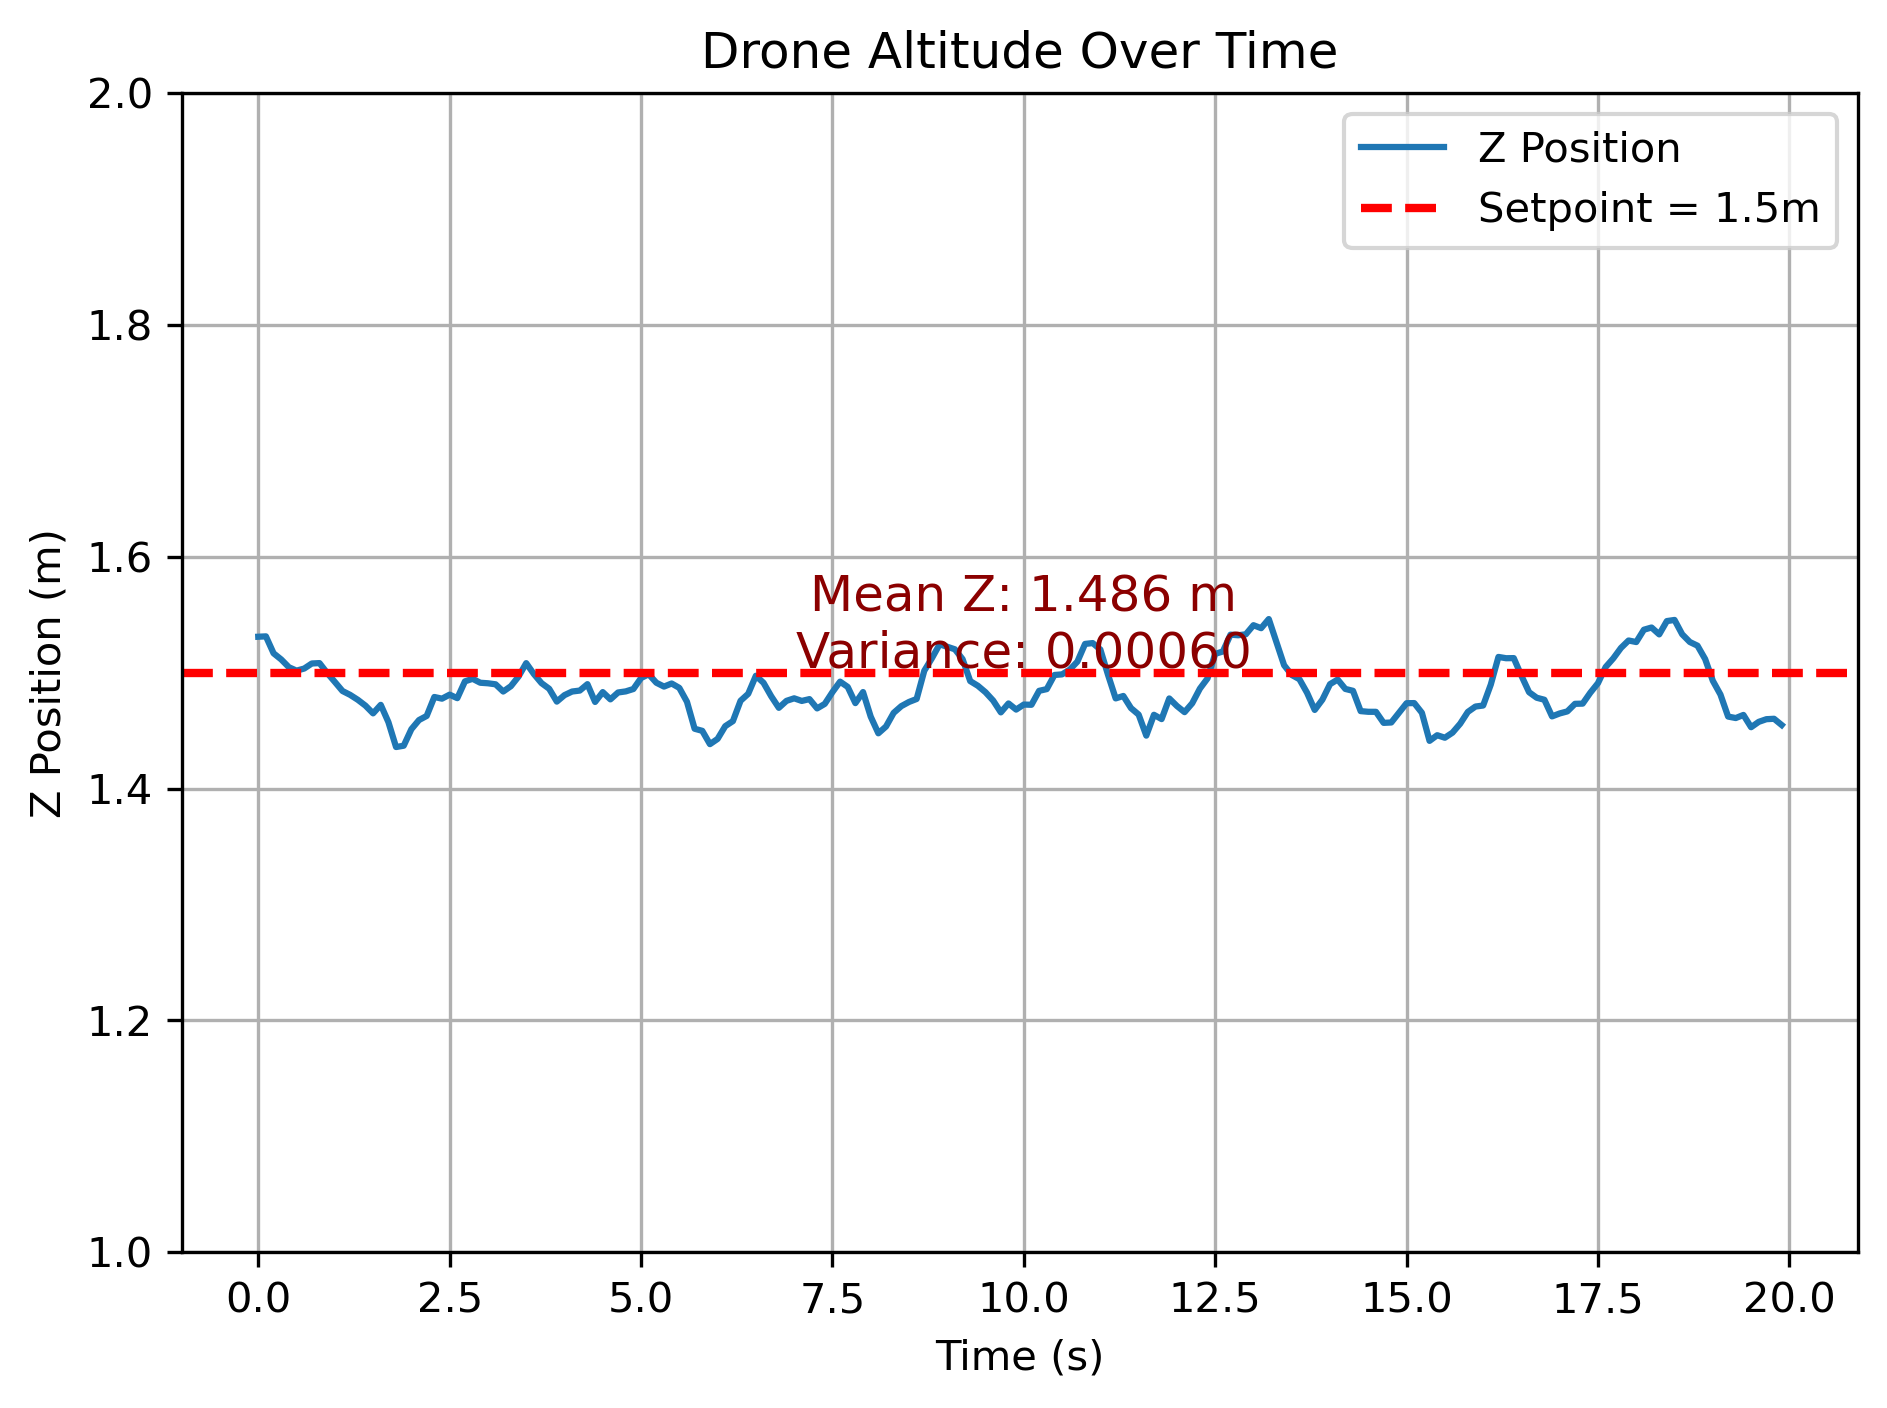 Drone Altitude Over Time
2.0
1.8
1.6
1.4
1.2
1.0
Z Position (m)
Z Position
Setpoint = 1.5m
Mean Z: 1.486 m
Variance: 0.00060
0.0 2.5 5.0 7.5 10.0 12.5 15.0 17.5 20.0
Time (s)